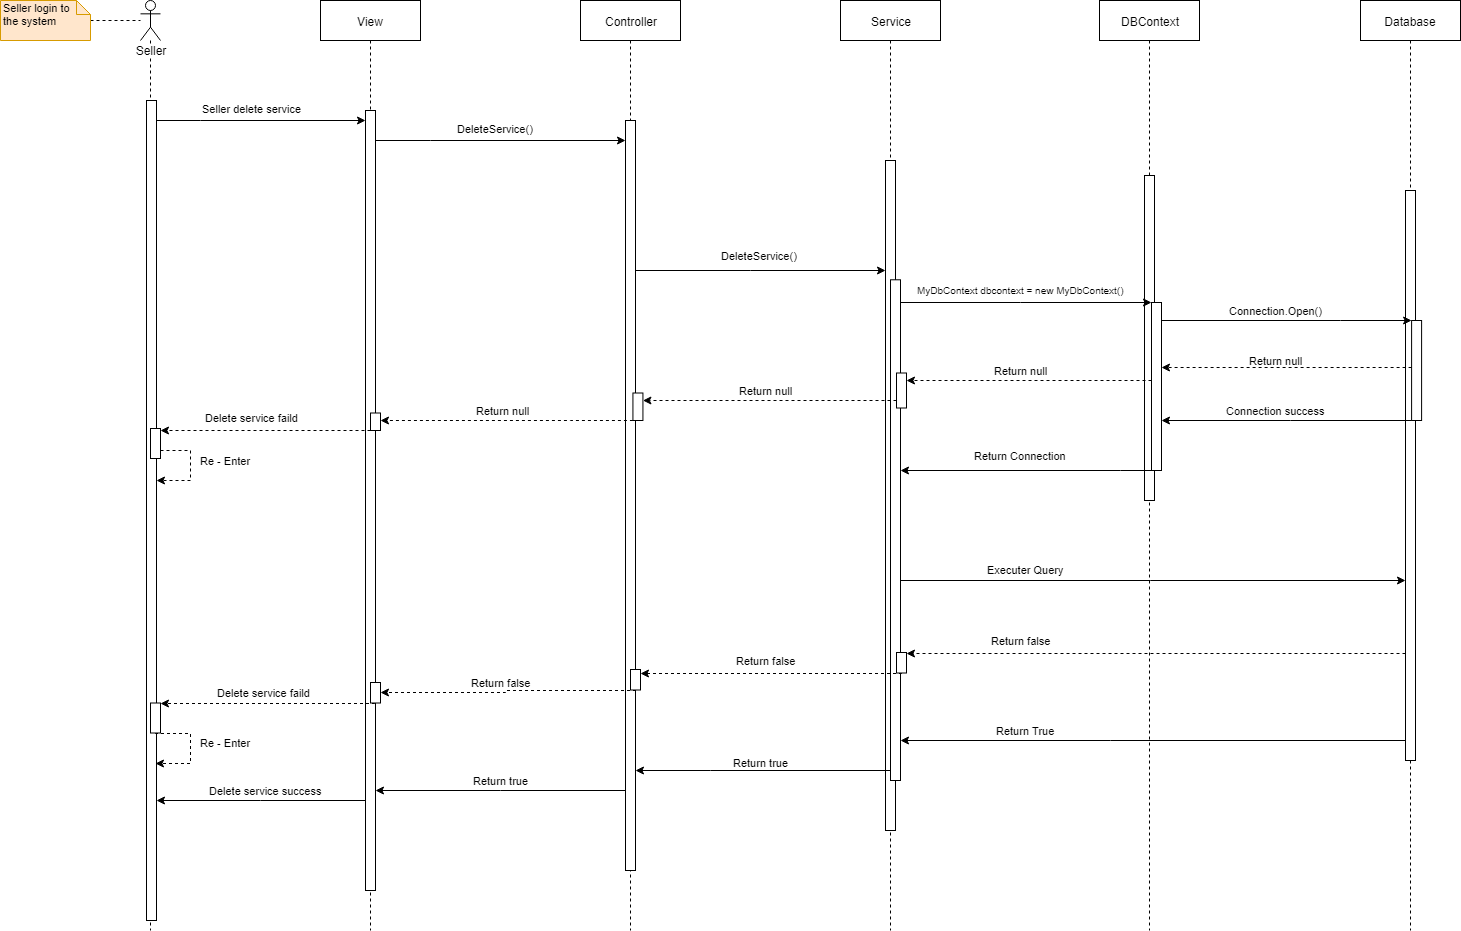 Seller login to
the system
Seller
View
Controller
Service
DBContext
Database
Seller delete service
DeleteService()
DeleteService()
MyDbContext dbcontext = new MyDbContext()
Connection.Open()
Return null
Return null
Return null
Return null
Delete service faild
Connection success
Re - Enter
Return Connection
Executer Query
Return false
Return false
Return false
Delete service faild
Return True
Re - Enter
Return true
Return true
Delete service success